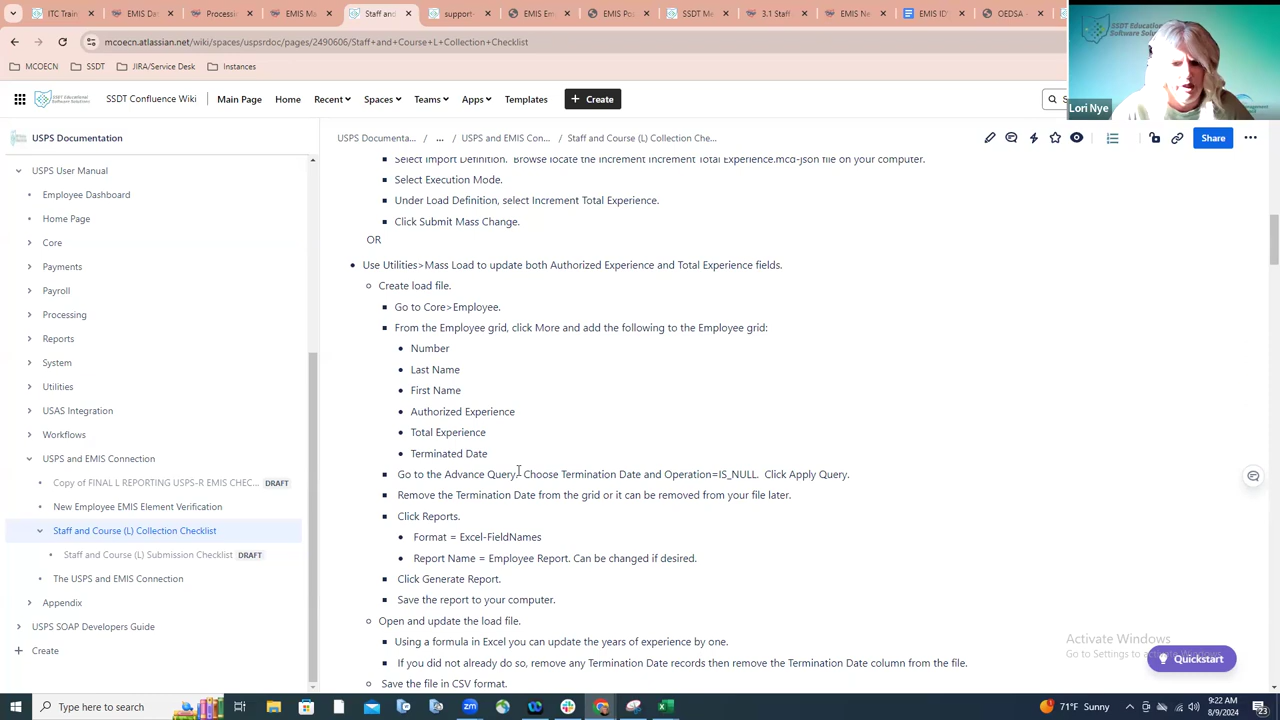 ITC
Staff
EMIS Ma
Processe
EMIS Ma
Staff an
support
EMIS Em
EMIS PO
SSDT M
3.1 Staff
EMIS Ne
EMIS ID'
OEDSA -
mcoecn.atlassian.net/wiki/spaces/uspsrdoc/pages/2490606/Staff+and+Course+L+Collection+Checklist
MCOECN
SSDT
JIRA/Service Desk
Instances
SSDT Education
Software Solut
Lori Nye
SSDT Confluence Wiki
Main Page
Home
Recent
Spaces
Teams
Apps
Templates
+ Create
USPS Documentation
USPS Documenta... / ... / USPS and EMIS Con... / Staff and Course (L) Collection Che...
Share
USPS User Manual
Employee Dashboard
Home Page
Core
Payments
Payroll
Processing
Reports
System
Utilities
USAS Integration
Workflows
USPS and EMIS Connection
Copy of FINAL L REPORTING USPS-R EMIS CHEC... DRAFT
New Employee EMIS Element Verification
Staff and Course (L) Collection Checklist
Staff and Course (L) Submission Checklist DRAFT
The USPS and EMIS Connection
Appendix
USPS SOAP Developers Guide
Create
Select Import Definition. Browse locate the Increment Increment Total Experience.mcd-json file on your computer.
Select Execution Mode.
Under Load Definition, select Increment Total Experience.
Click Submit Mass Change.
OR
Use Utilities>Mass Load to update both Authorized Experience and Total Experience fields.
Create load file.
Go to Core>Employee.
From the Employee grid, click More and add the following to the Employee grid:
Number
Last Name
First Name
Authorized Experience
Total Experience
Terminated Date
Go to the Advance Query. Choose Termination Date and Operation=IS_NULL. Click Apply Query.
Remove the Termination Date from the grid or it can be removed from your file later.
Click Reports.
Format = Excel-FieldNames
Report Name = Employee Report. Can be changed if desired.
Click Generate Report.
Save the report to your computer.
Open and update the load file.
Using a formula in Excel you can update the years of experience by one.
If you did not already do so, remove any Termination Date records then remove the Termination Date column from the file.
Save the file in CSV format.
Activate Windows
Go to Settings to activate Windows.
Quickstart
Type here to search
71°F Sunny
9:22 AM
8/9/2024
23